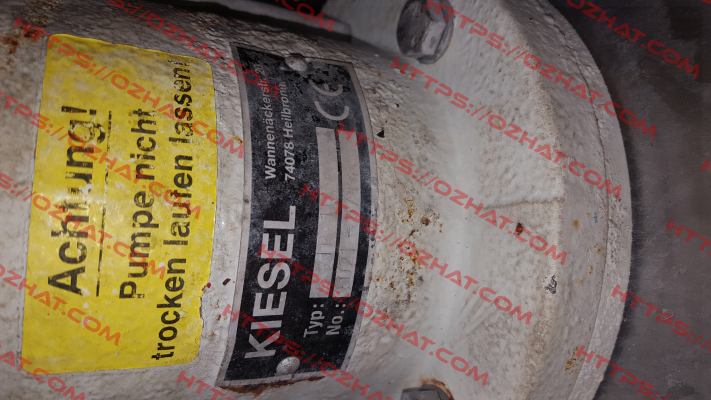 Achtung!
Pumpe nicht
trocken laufen lassen!
KIESEL
Wannenäckerstr.
74078 Heilbronn
CE
Typ:
No.:
HTTPS://OZHAT.COM